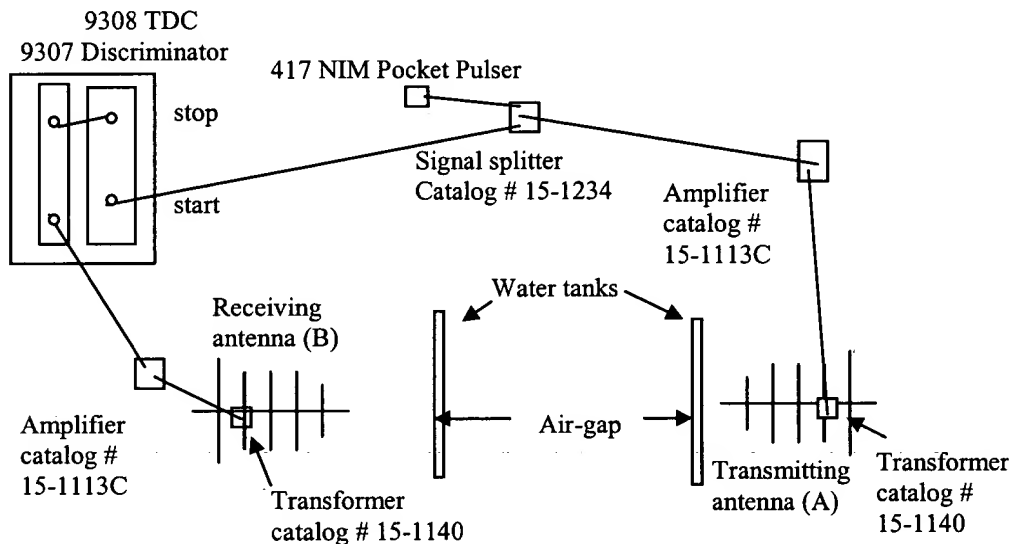 9308 TDC
9307 Discriminator
417 NIM Pocket Pulser
stop
Signal splitter
Catalog # 15-1234
start
Amplifier
catalog #
15-1113C
Water tanks
Receiving
antenna (B)
Air-gap
Amplifier
catalog #
15-1113C
Transformer
catalog # 15-1140
Transmitting
antenna (A)
Transformer
catalog #
15-1140